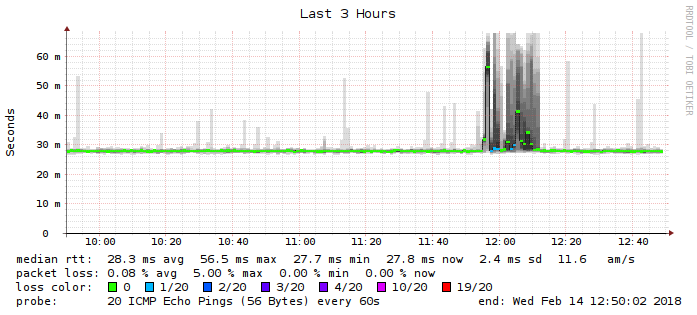 Last 3 Hours
RRDTOOL / TOBI OETIKER
Seconds
60 m
50 m
40 m
30 m
20 m
10 m
0
10:00 10:20 10:40 11:00 11:20 11:40 12:00 12:20 12:40
median rtt: 28.3 ms avg 56.5 ms max 27.7 ms min 27.8 ms now 2.4 ms sd 11.6 am/s
packet loss: 0.08 % avg 5.00 % max 0.00 % min 0.00 % now
loss color: 0 1/20 2/20 3/20 4/20 10/20 19/20
probe: 20 ICMP Echo Pings (56 Bytes) every 60s end: Wed Feb 14 12:50:02 2018